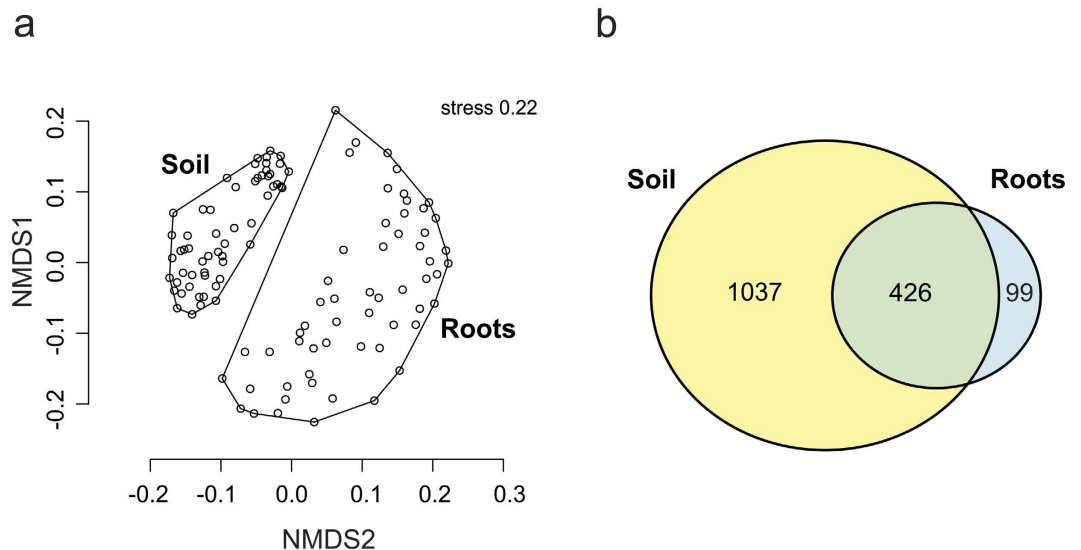 a
b
stress 0.22
Soil
Roots
NMDS1
0.2
0.1
0.0
-0.1
-0.2
-0.2 -0.1 0.0 0.1 0.2 0.3
NMDS2
Soil
Roots
1037 426 99